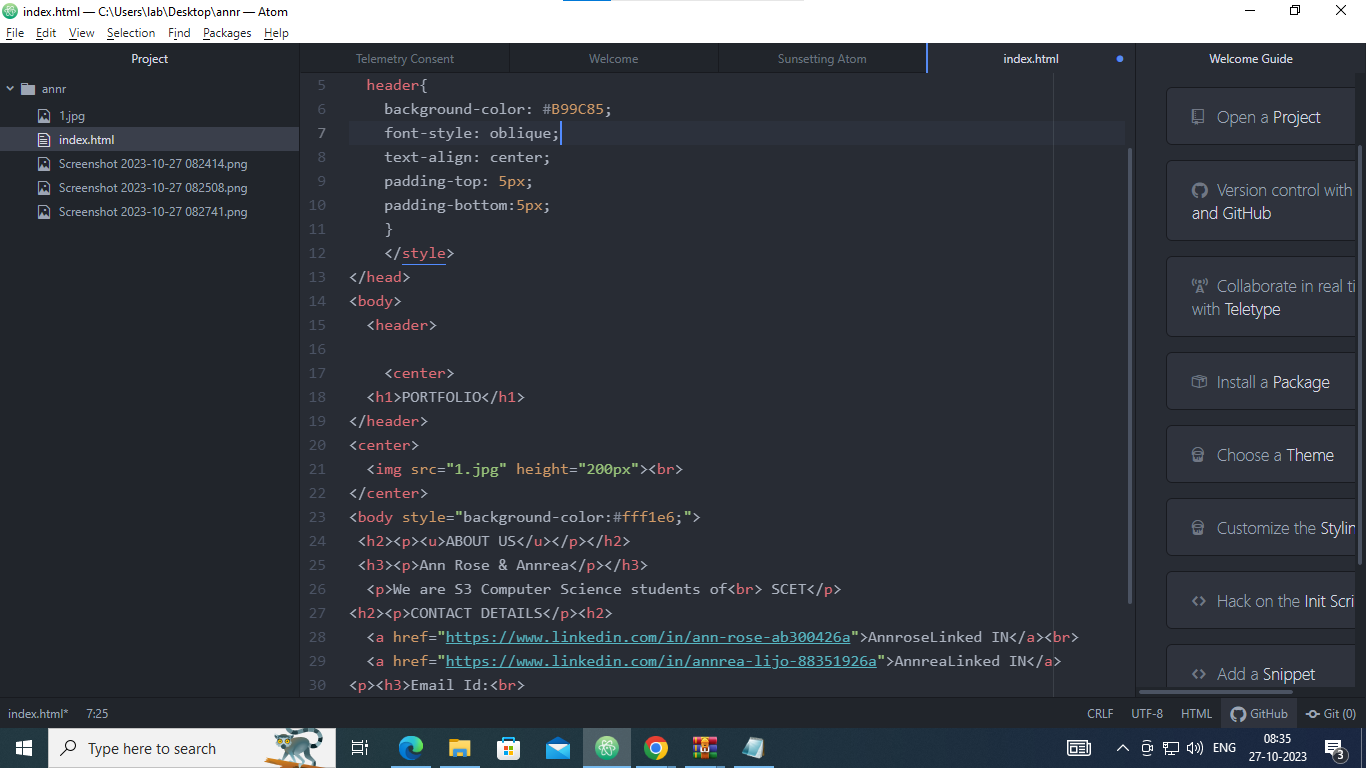 index.html — C:\Users\lab\Desktop\annr — Atom
File Edit View Selection Find Packages Help
Project
Telemetry Consent
Welcome
Sunsetting Atom
index.html
Welcome Guide
annr
1.jpg
index.html
Screenshot 2023-10-27 082414.png
Screenshot 2023-10-27 082508.png
Screenshot 2023-10-27 082741.png
5 header{
6 background-color: #B99C85;
7 font-style: oblique;
8 text-align: center;
9 padding-top: 5px;
10 padding-bottom:5px;
11 }
12 </style>
13 </head>
14 <body>
15 <header>
16
17 <center>
18 <h1>PORTFOLIO</h1>
19 </header>
20 <center>
21 <img src="1.jpg" height="200px"><br>
22 </center>
23 <body style="background-color:#fff1e6;">
24 <h2><p><u>ABOUT US</u></p></h2>
25 <h3><p>Ann Rose & Annrea</p></h3>
26 <p>We are S3 Computer Science students of<br> SCET</p>
27 <h2><p>CONTACT DETAILS</p><h2>
28 <a href="https://www.linkedin.com/in/ann-rose-ab300426a">AnnroseLinked IN</a><br>
29 <a href="https://www.linkedin.com/in/annrea-lijo-88351926a">AnnreaLinked IN</a>
30 <p><h3>Email Id:<br>
Open a Project
Version control with
and GitHub
Collaborate in real ti
with Teletype
Install a Package
Choose a Theme
Customize the Stylin
Hack on the Init Scri
Add a Snippet
index.html* 7:25
CRLF UTF-8 HTML GitHub Git (0)
Type here to search
ENG
08:35
27-10-2023
3